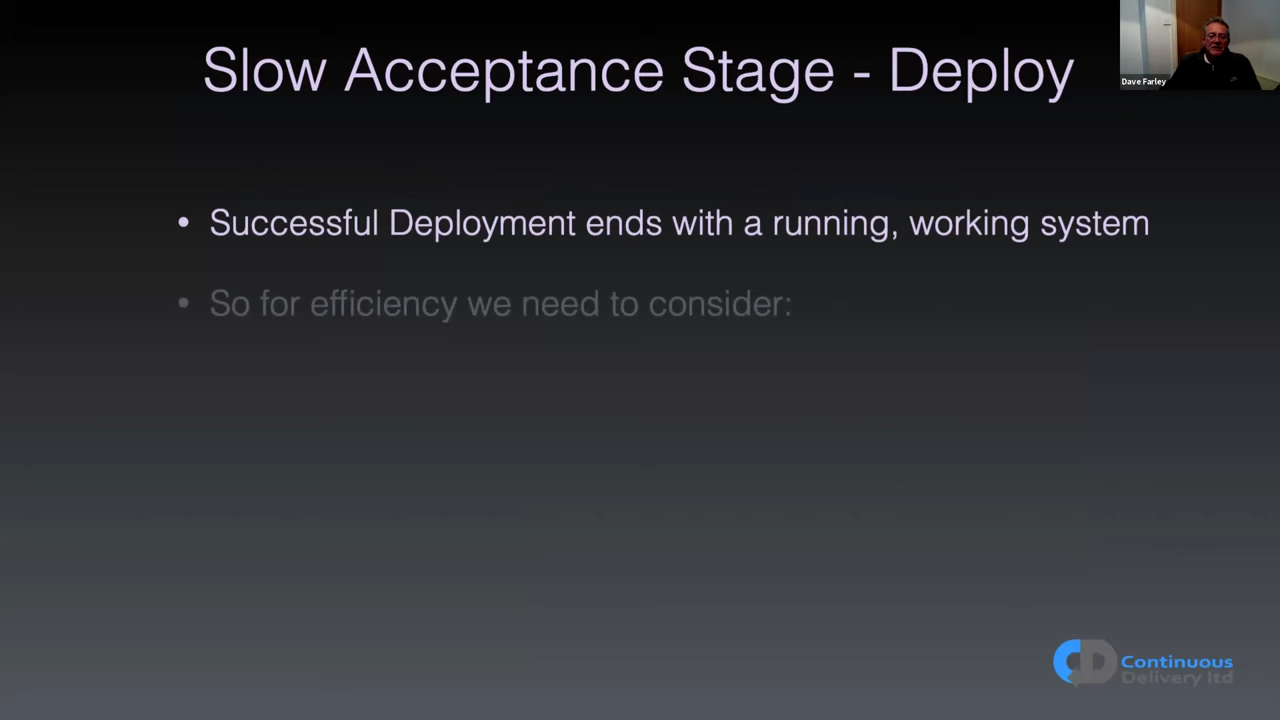 Slow Acceptance Stage - Deploy
Dave Farley
• Successful Deployment ends with a running, working system
• So for efficiency we need to consider:
Continuous
Delivery ltd